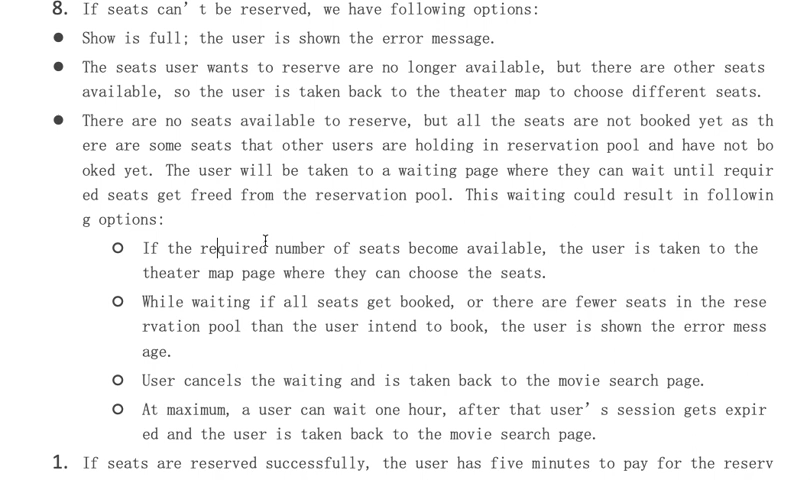 8. If seats can’t be reserved, we have following options:
● Show is full; the user is shown the error message.
● The seats user wants to reserve are no longer available, but there are other seats
available, so the user is taken back to the theater map to choose different seats.
● There are no seats available to reserve, but all the seats are not booked yet as th
ere are some seats that other users are holding in reservation pool and have not bo
oked yet. The user will be taken to a waiting page where they can wait until requir
ed seats get freed from the reservation pool. This waiting could result in followin
g options:
○ If the required number of seats become available, the user is taken to the
theater map page where they can choose the seats.
○ While waiting if all seats get booked, or there are fewer seats in the rese
rvation pool than the user intend to book, the user is shown the error mess
age.
○ User cancels the waiting and is taken back to the movie search page.
○ At maximum, a user can wait one hour, after that user’s session gets expir
ed and the user is taken back to the movie search page.
1. If seats are reserved successfully, the user has five minutes to pay for the reserv